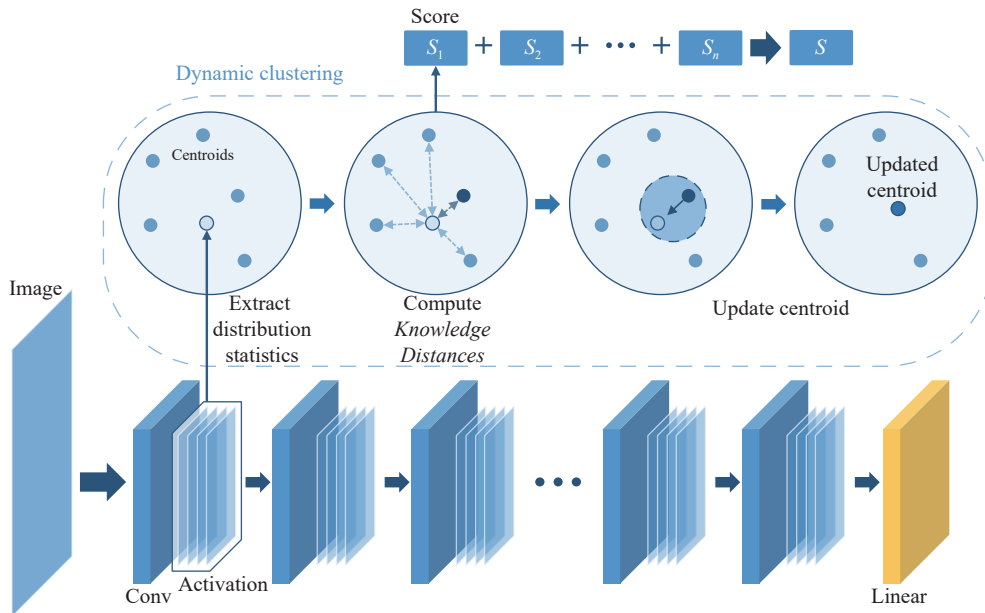 Score
S1 + S2 + ••• + Sn S
Dynamic clustering
Centroids
Updated
centroid
Image
Extract
distribution
statistics
Compute
Knowledge
Distances
Update centroid
•••
Activation
Conv
Linear